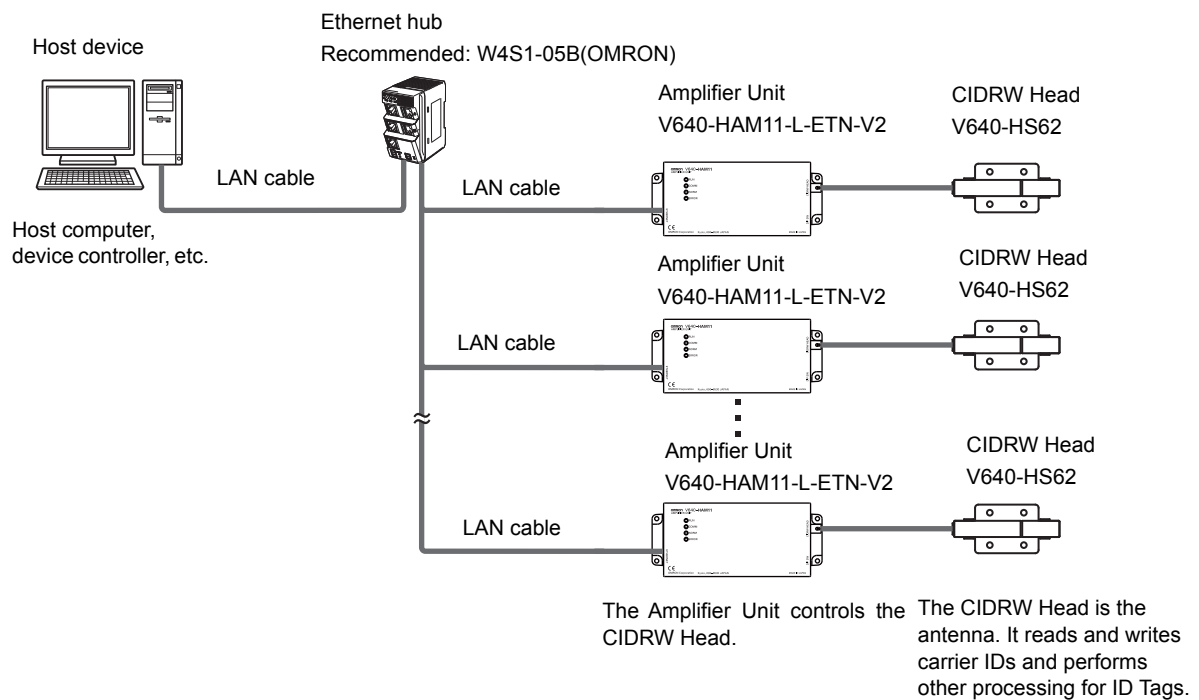 Ethernet hub
Recommended: W4S1-05B(OMRON)
Host device
LAN cable
Host computer,
device controller, etc.
Amplifier Unit
V640-HAM11-L-ETN-V2
CIDRW Head
V640-HS62
LAN cable
Amplifier Unit
V640-HAM11-L-ETN-V2
CIDRW Head
V640-HS62
LAN cable
Amplifier Unit
V640-HAM11-L-ETN-V2
CIDRW Head
V640-HS62
LAN cable
The Amplifier Unit controls the
CIDRW Head.
The CIDRW Head is the
antenna. It reads and writes
carrier IDs and performs
other processing for ID Tags.